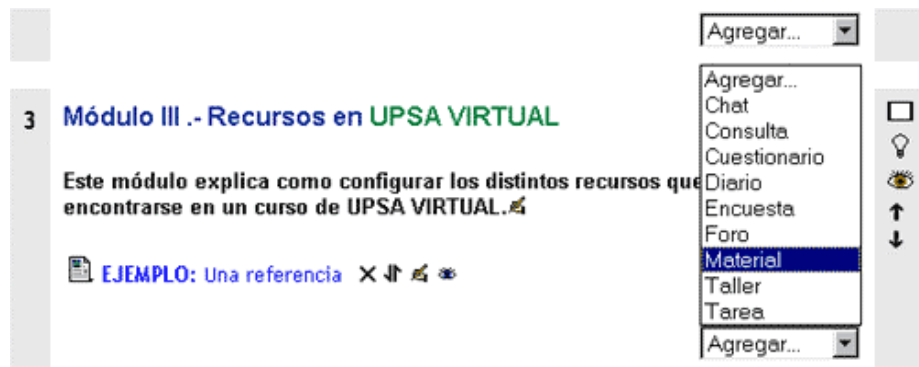 Agregar...
3 Módulo III .- Recursos en UPSA VIRTUAL
Este módulo explica como configurar los distintos recursos que
encontrarse en un curso de UPSA VIRTUAL.
EJEMPLO: Una referencia
Agregar...
Chat
Consulta
Cuestionario
Diario
Encuesta
Foro
Material
Taller
Tarea
Agregar...